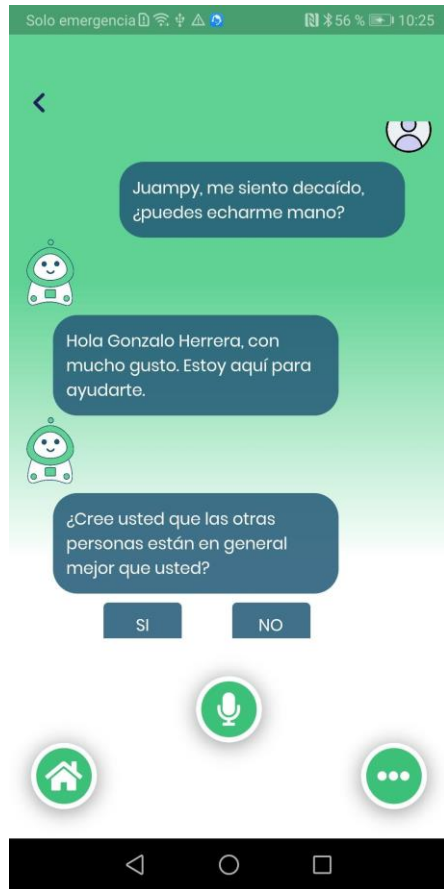 Solo emergencia
56 % 10:25
Juampy, me siento decaído,
¿puedes echarme mano?
Hola Gonzalo Herrera, con
mucho gusto. Estoy aquí para
ayudarte.
¿Cree usted que las otras
personas están en general
mejor que usted?
SI NO